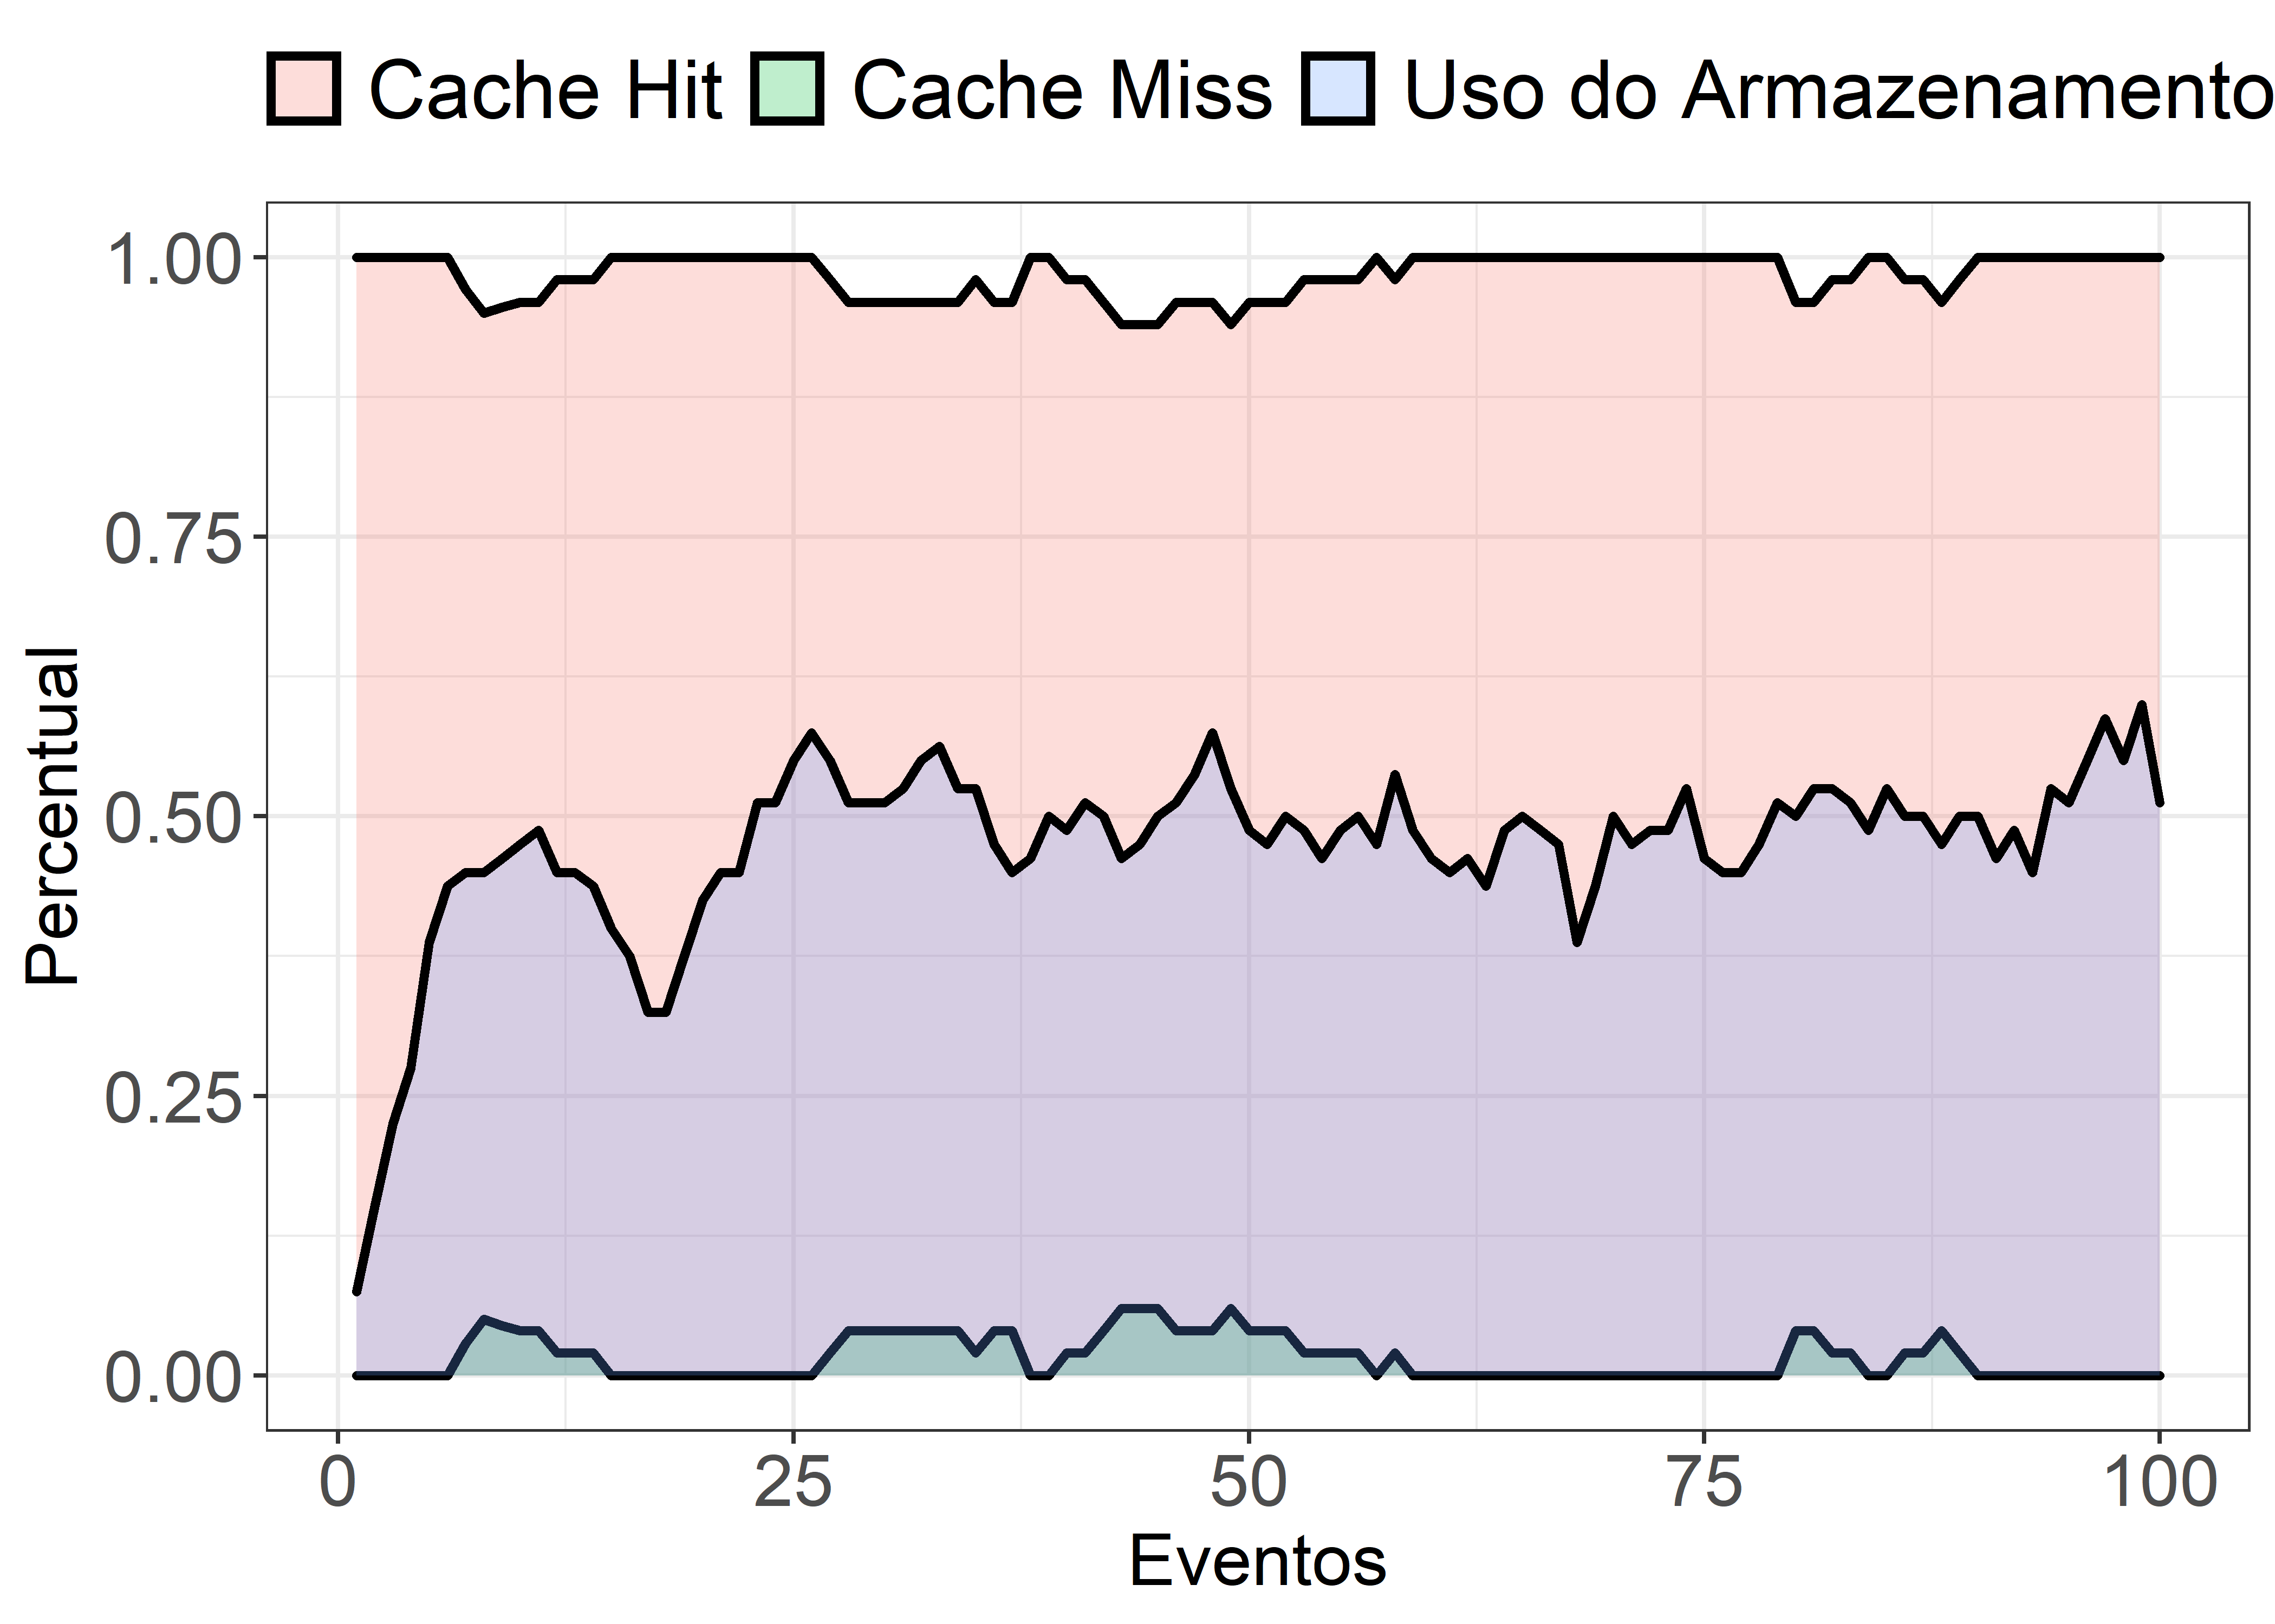 Cache Hit Cache Miss Uso do Armazenamento
1.00
0.75
0.50
0.25
0.00
Percentual
0 25 50 75 100
Eventos